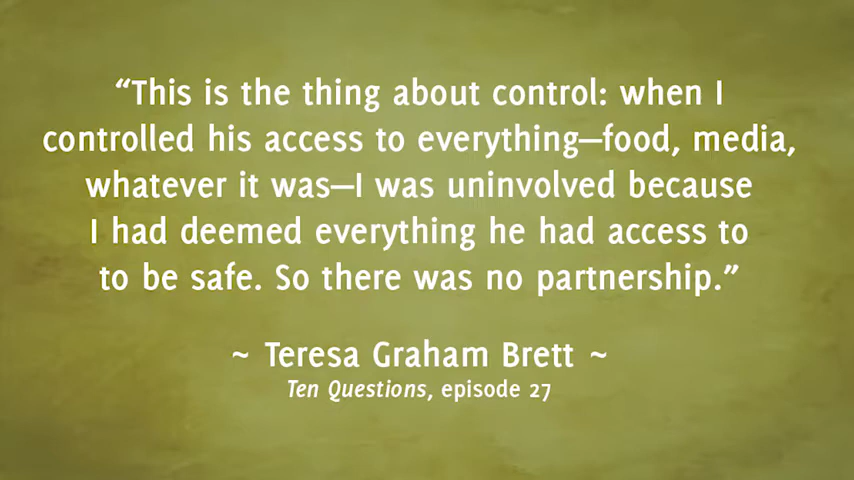 “This is the thing about control: when I
controlled his access to everything—food, media,
whatever it was—I was uninvolved because
I had deemed everything he had access to
to be safe. So there was no partnership.”
~ Teresa Graham Brett ~
Ten Questions, episode 27